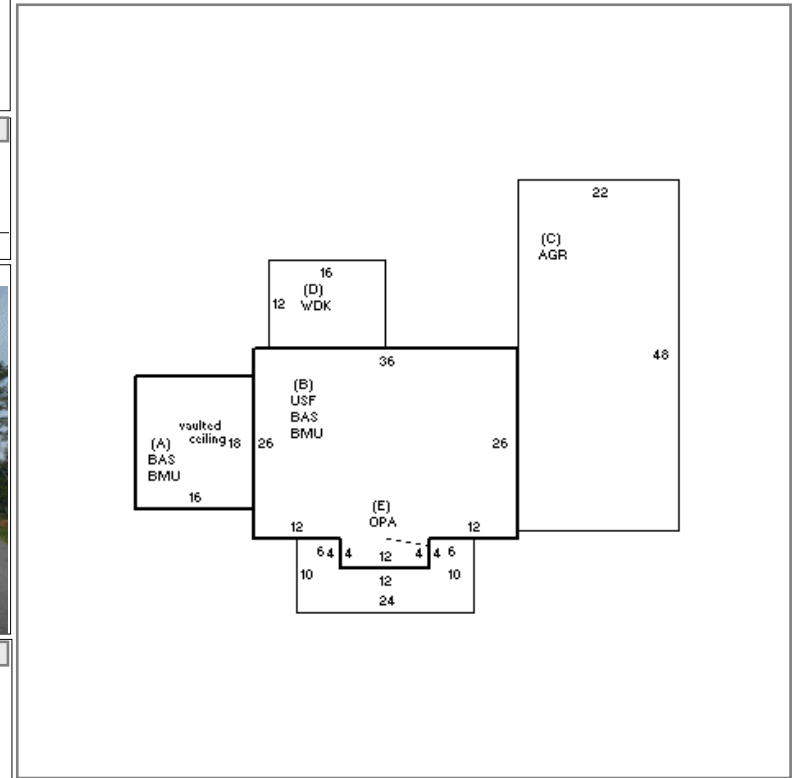 22
(C)
AGR
48
16
(D)
12 WDK
36
(B)
USF
BAS
BMU
26
26
vaulted
ceiling 18
(A)
BAS
BMU
16
(E)
OPA
12
12
6 4 4 12 4 4 6
10
12
10
24